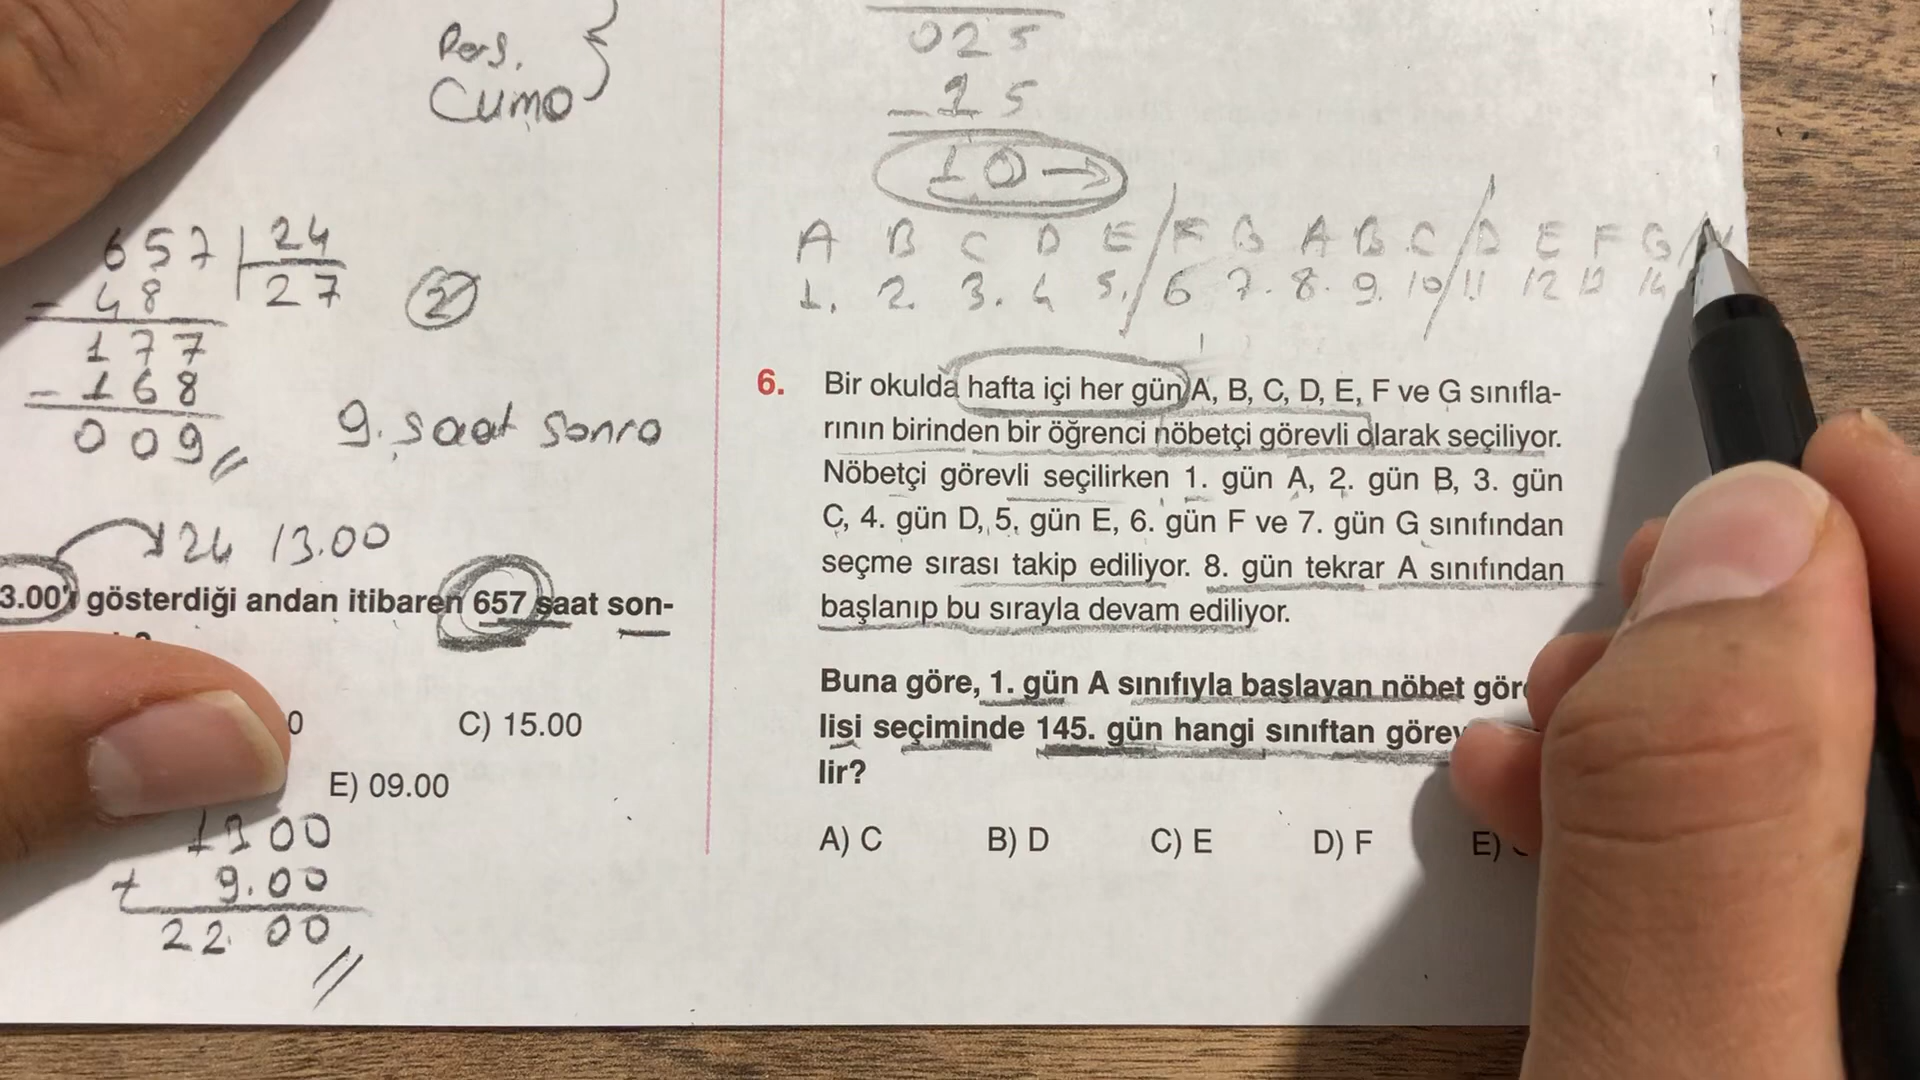 Pers.
Cumo
657 24
- 48 27
177
- 168
009
2
9. saat sonra
24 13.00
3.00'ı gösterdiği andan itibaren 657 saat son-
0 C) 15.00
E) 09.00
1300
+ 9.00
22.00
025
- 15
10 →
A B C D E / F G A B C / D E F G /
1. 2. 3. 4 5. / 6 7. 8. 9. 10 / 11 12 13 14
6. Bir okulda hafta içi her gün A, B, C, D, E, F ve G sınıfla-
rının birinden bir öğrenci nöbetçi görevli olarak seçiliyor.
Nöbetçi görevli seçilirken 1. gün A, 2. gün B, 3. gün
C, 4. gün D, 5. gün E, 6. gün F ve 7. gün G sınıfından
seçme sırası takip ediliyor. 8. gün tekrar A sınıfından
başlanıp bu sırayla devam ediliyor.
Buna göre, 1. gün A sınıfıyla başlayan nöbet gör
lisi seçiminde 145. gün hangi sınıftan görev
lir?
A) C B) D C) E D) F E)